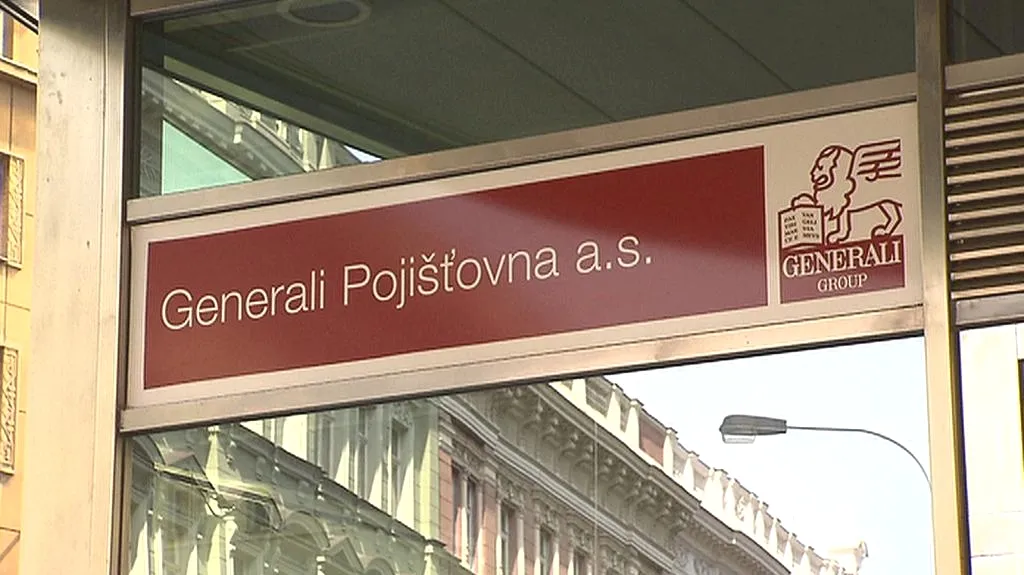 Generali Pojišťovna a.s.
GENERALI
GROUP